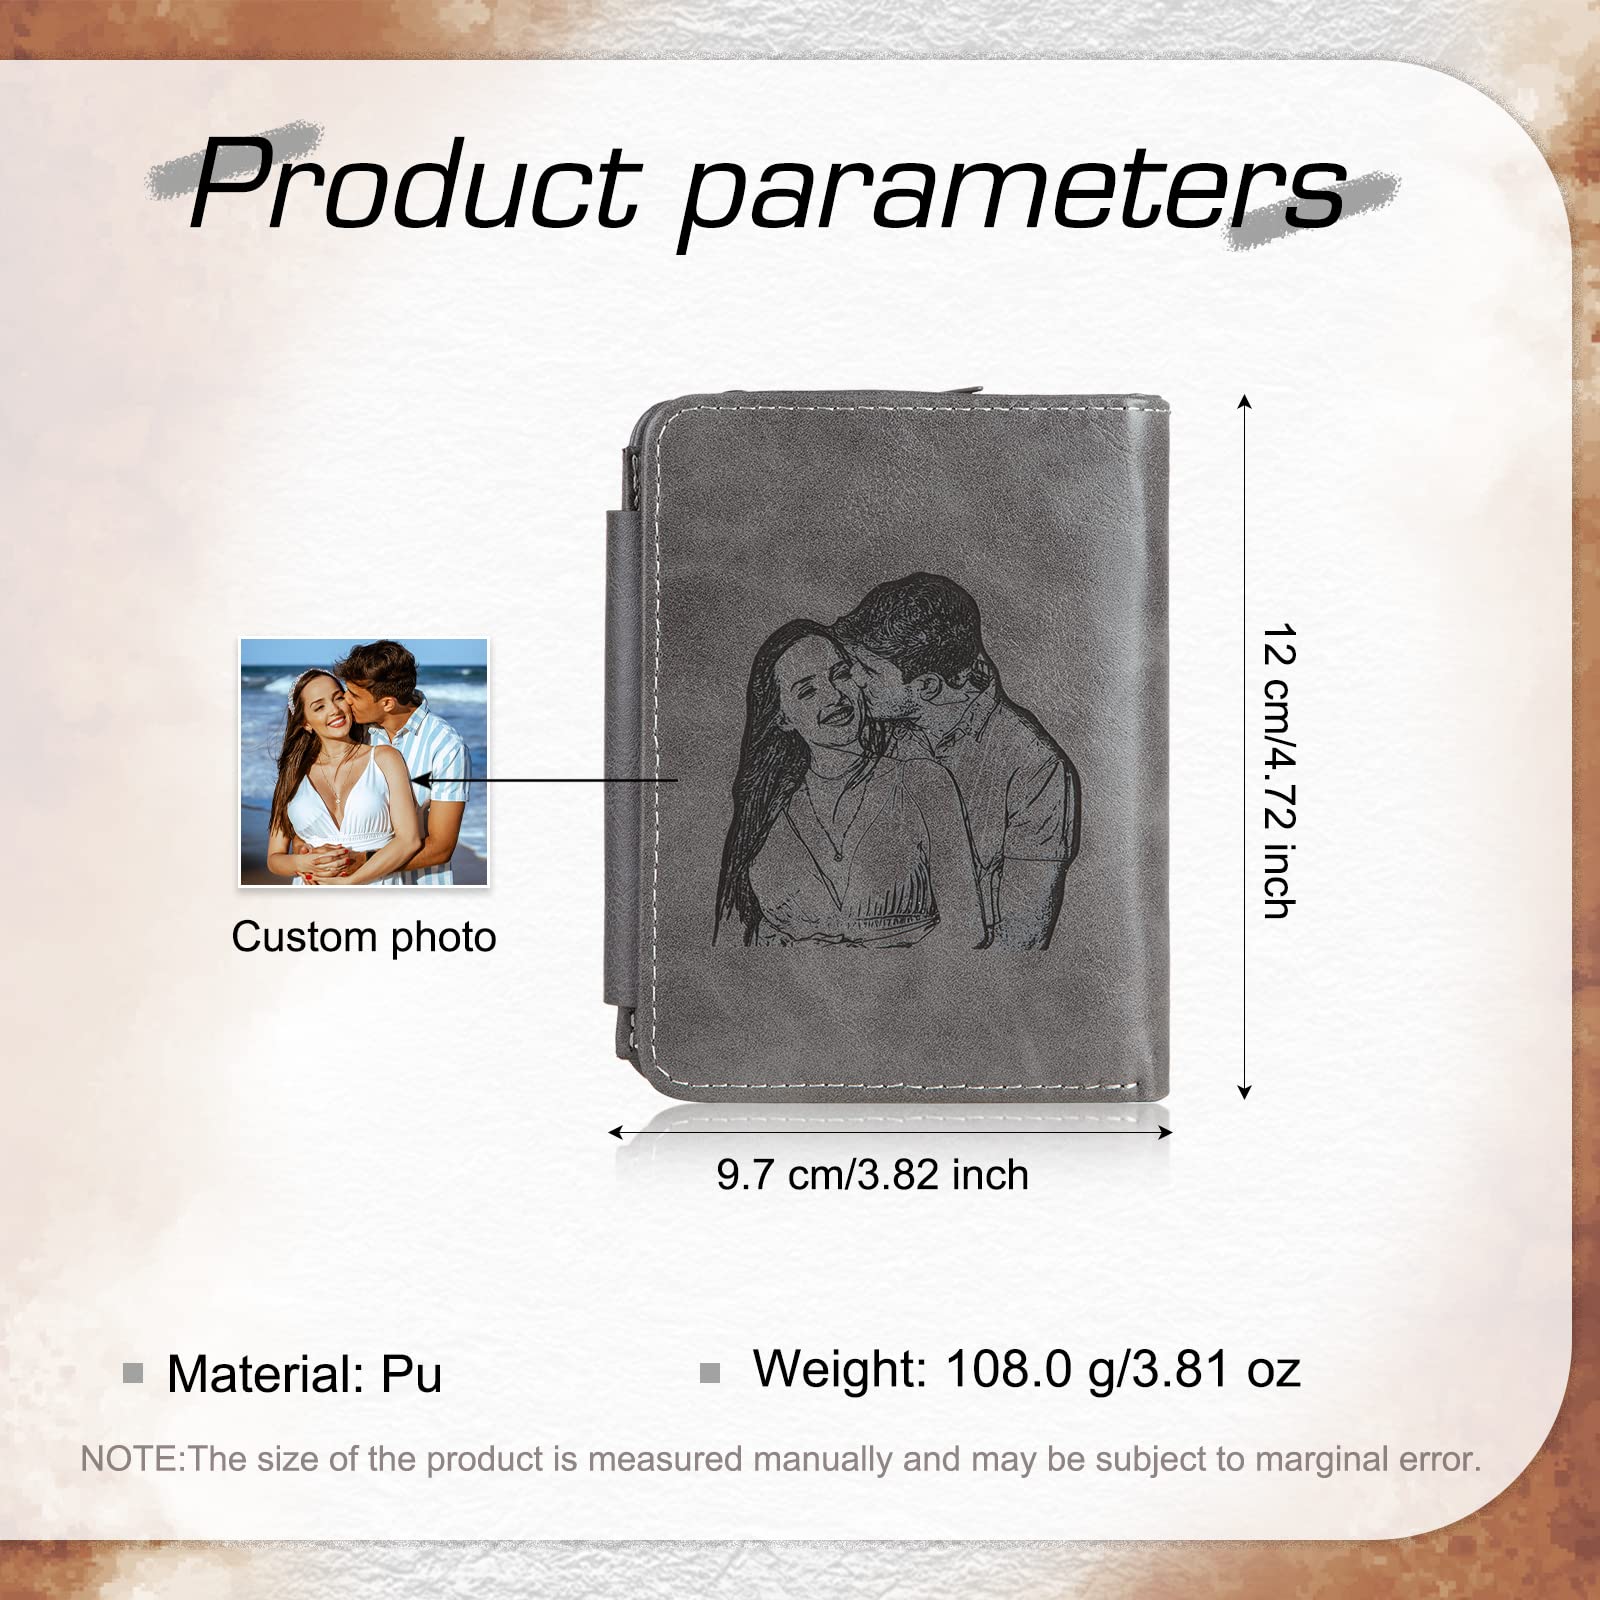 Product parameters
Custom photo
12 cm/4.72 inch
9.7 cm/3.82 inch
Material: Pu
Weight: 108.0 g/3.81 oz
NOTE:The size of the product is measured manually and may be subject to marginal error.